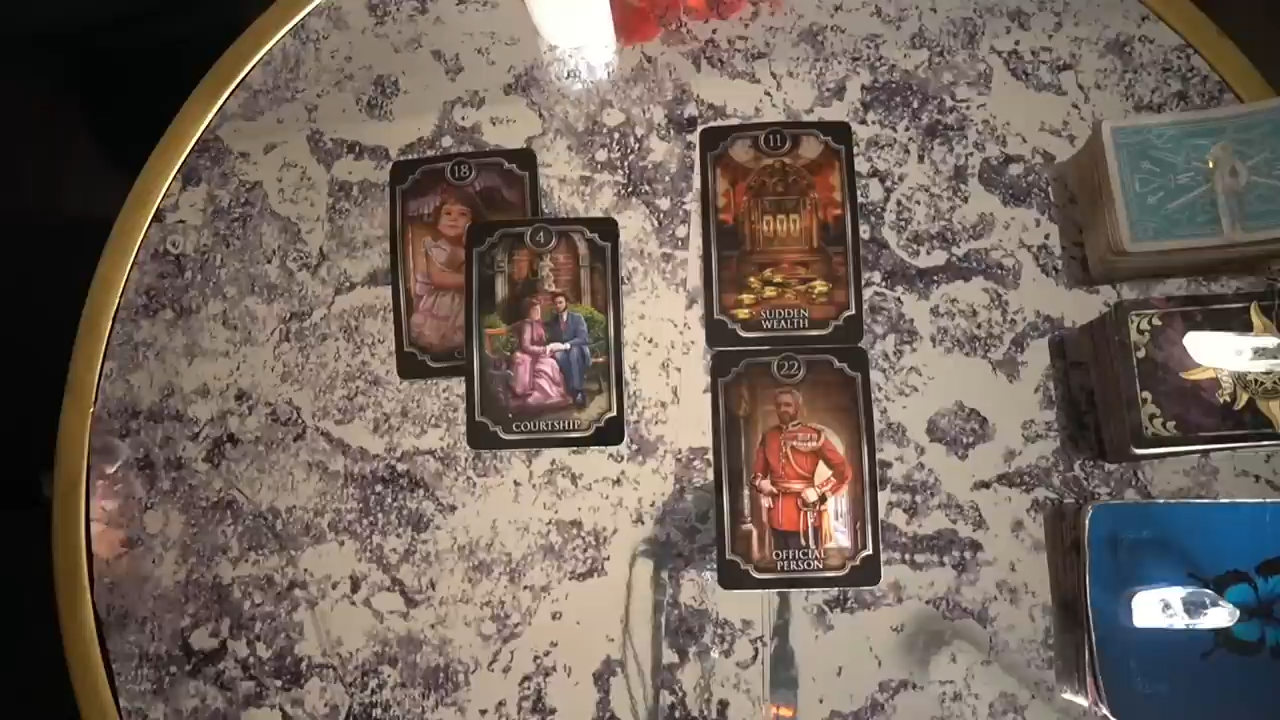 18
4
COURTSHIP
11
SUDDEN
WEALTH
22
OFFICIAL
PERSON